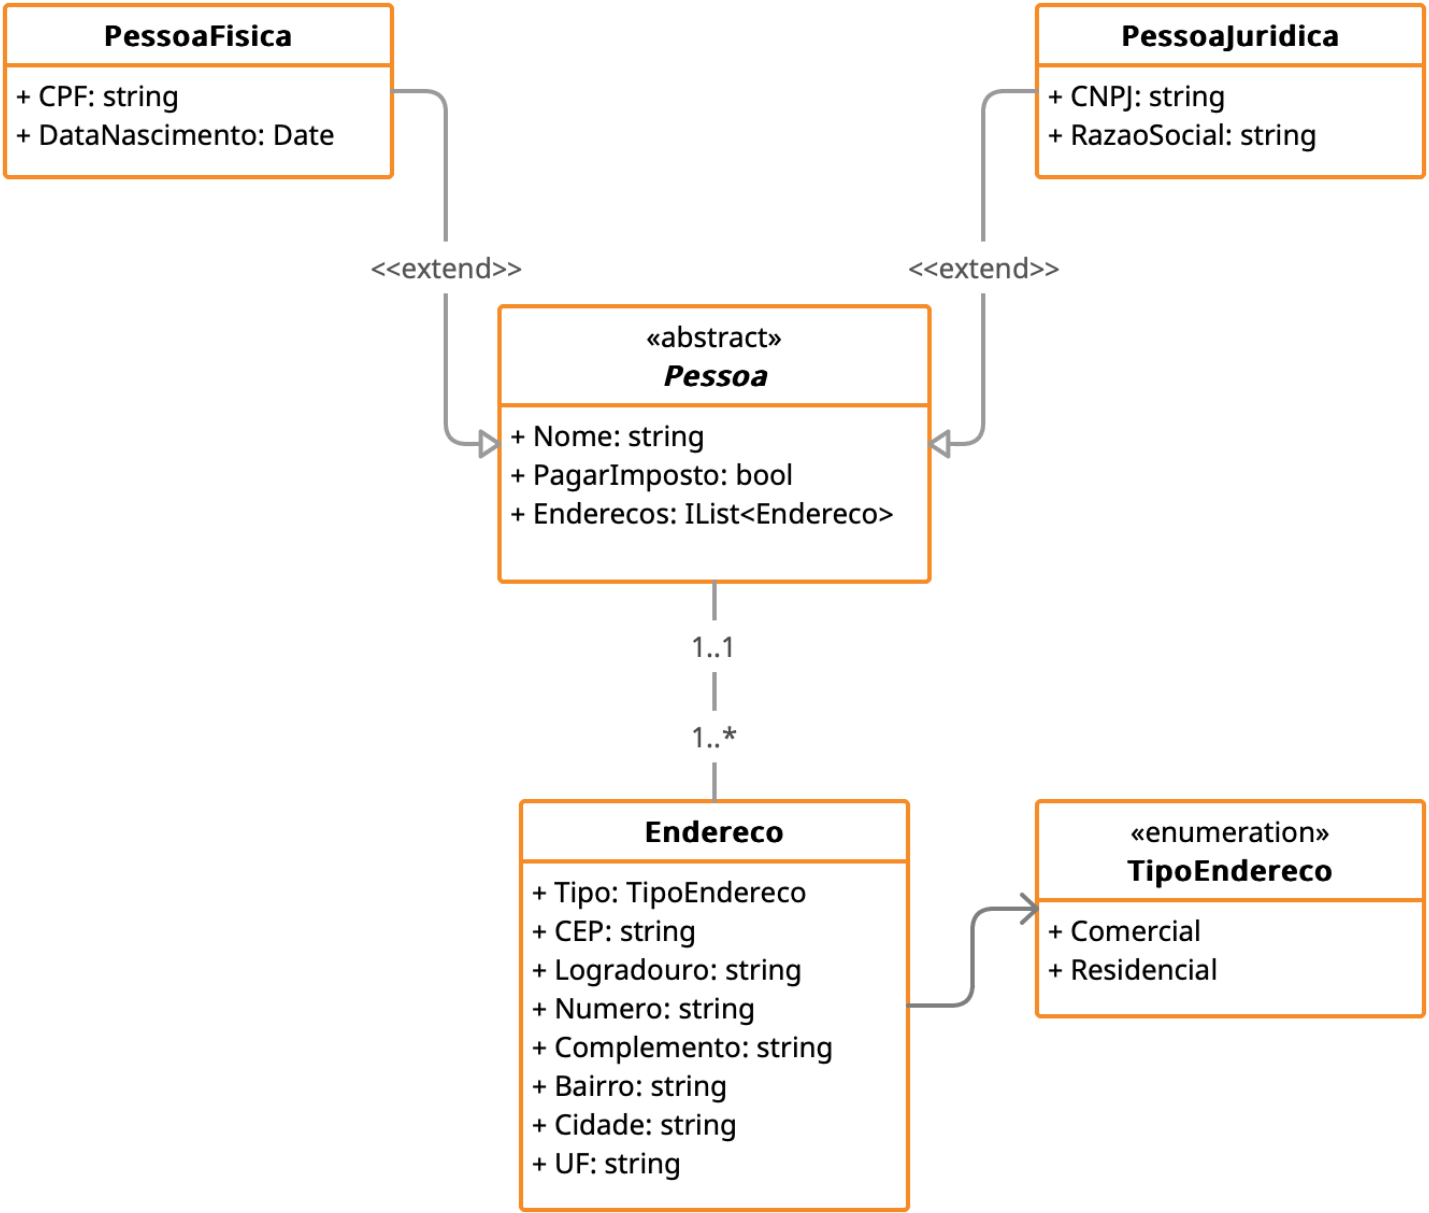 PessoaFisica
+ CPF: string
+ DataNascimento: Date
PessoaJuridica
+ CNPJ: string
+ RazaoSocial: string
<<extend>>
<<extend>>
«abstract»
Pessoa
+ Nome: string
+ PagarImposto: bool
+ Enderecos: IList<Endereco>
1..1
1..*
Endereco
+ Tipo: TipoEndereco
+ CEP: string
+ Logradouro: string
+ Numero: string
+ Complemento: string
+ Bairro: string
+ Cidade: string
+ UF: string
«enumeration»
TipoEndereco
+ Comercial
+ Residencial